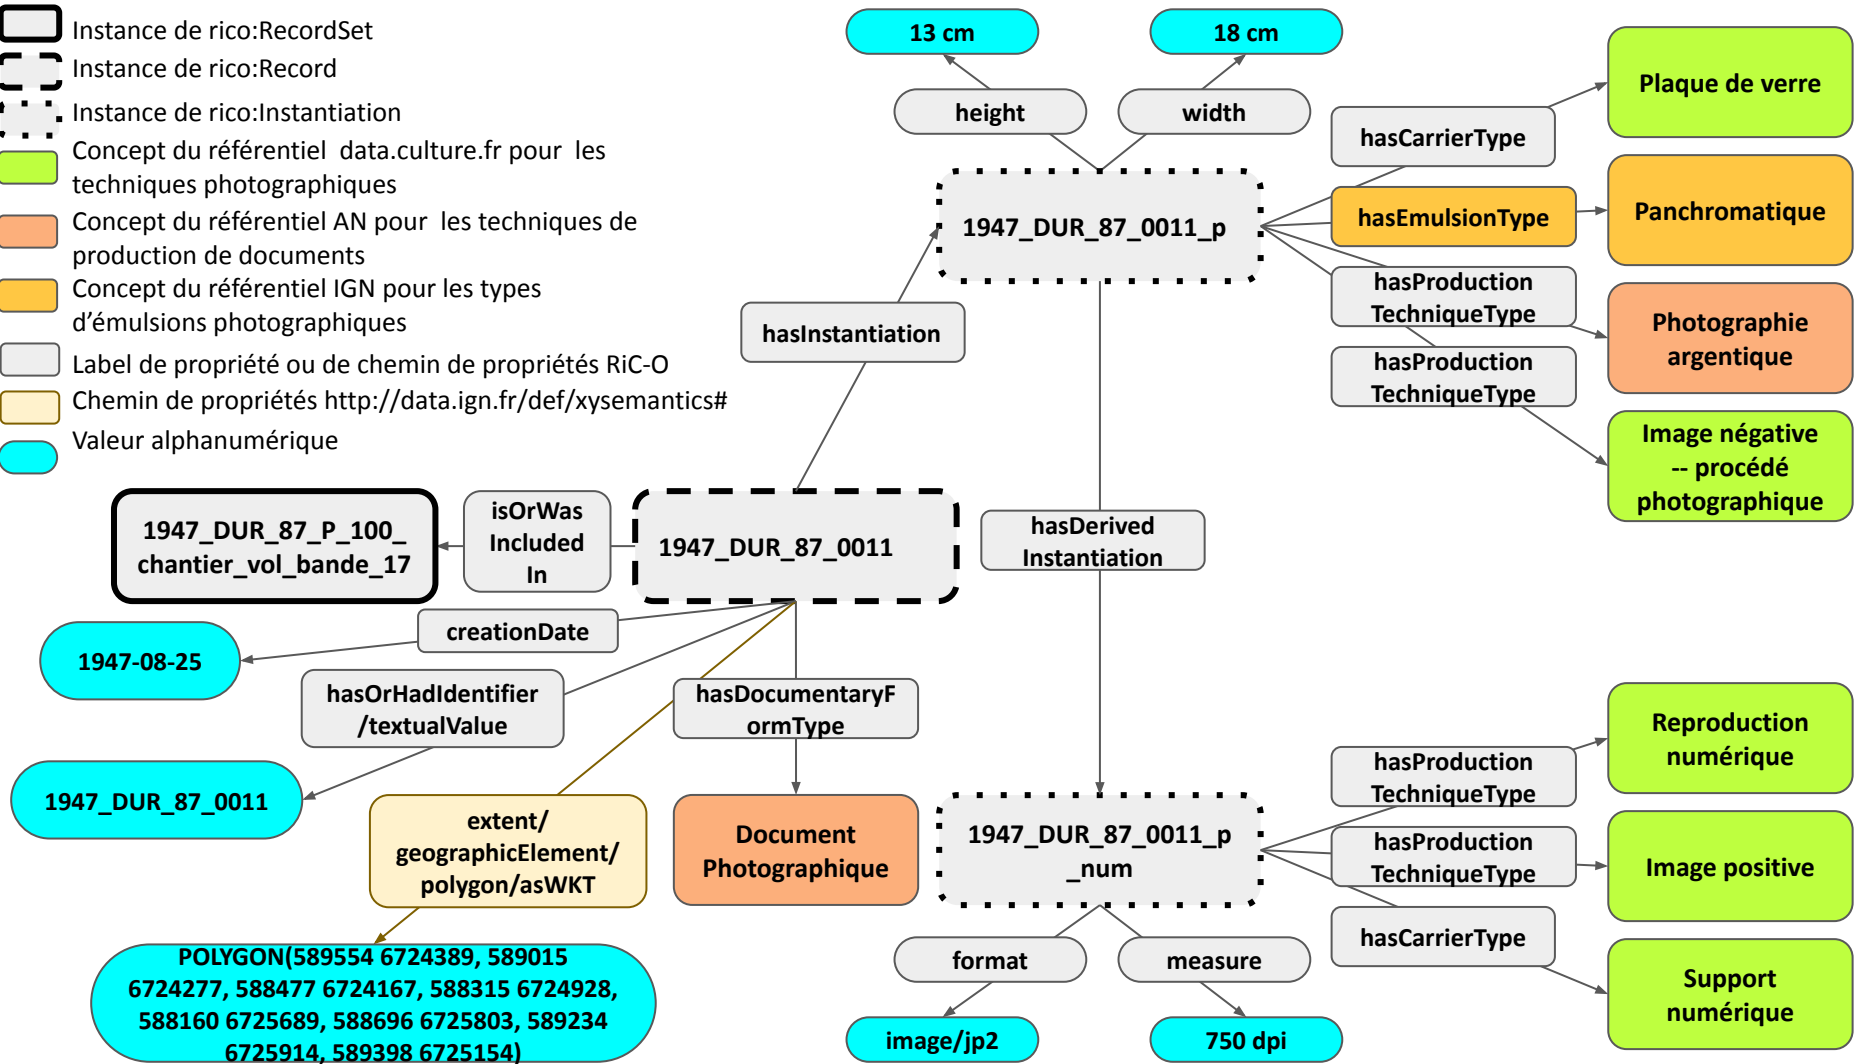 Instance de rico:RecordSet
Instance de rico:Record
Instance de rico:Instantiation
Concept du référentiel data.culture.fr pour les
techniques photographiques
Concept du référentiel AN pour les techniques de
production de documents
Concept du référentiel IGN pour les types
d’émulsions photographiques
Label de propriété ou de chemin de propriétés RiC-O
Chemin de propriétés http://data.ign.fr/def/xysemantics#
Valeur alphanumérique
13 cm
18 cm
height
width
1947_DUR_87_0011_p
hasCarrierType
Plaque de verre
hasEmulsionType
Panchromatique
hasProduction
TechniqueType
Photographie
argentique
hasProduction
TechniqueType
Image négative
-- procédé
photographique
hasInstantiation
1947_DUR_87_P_100_
chantier_vol_bande_17
isOrWas
Included
In
1947_DUR_87_0011
hasDerived
Instantiation
creationDate
1947-08-25
hasOrHadIdentifier
/textualValue
1947_DUR_87_0011
hasDocumentaryF
ormType
Document
Photographique
extent/
geographicElement/
polygon/asWKT
POLYGON(589554 6724389, 589015
6724277, 588477 6724167, 588315 6724928,
588160 6725689, 588696 6725803, 589234
6725914, 589398 6725154)
1947_DUR_87_0011_p
_num
hasProduction
TechniqueType
Reproduction
numérique
hasProduction
TechniqueType
Image positive
hasCarrierType
Support
numérique
format
measure
image/jp2
750 dpi